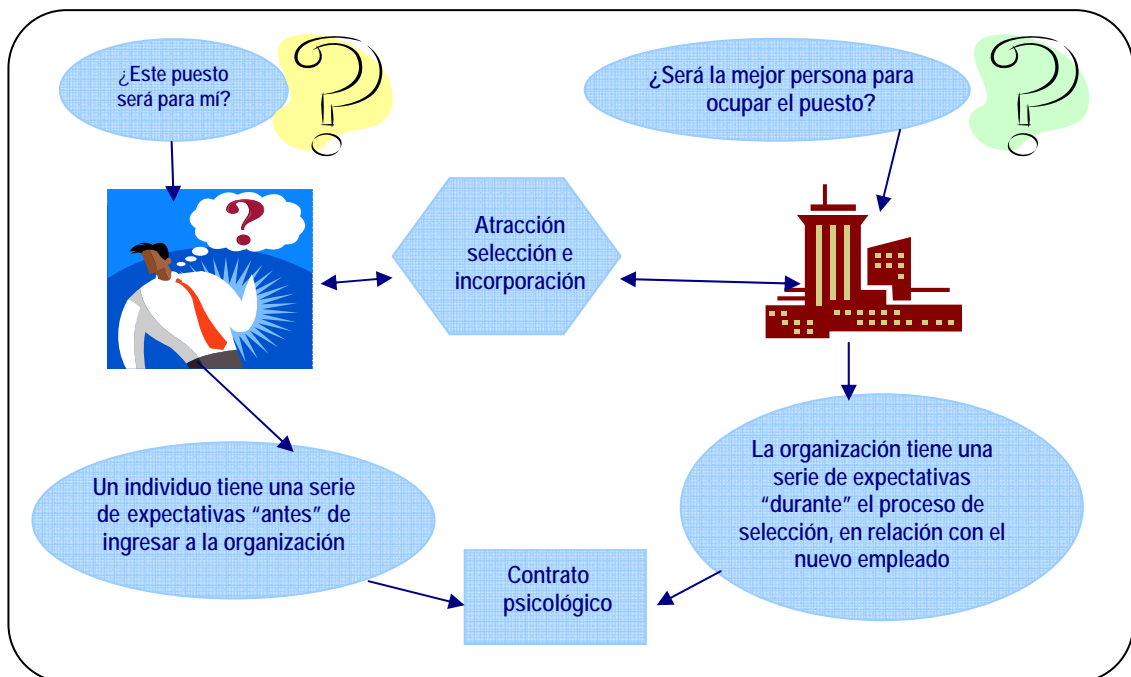 ¿Este puesto
será para mí?
¿Será la mejor persona para
ocupar el puesto?
?
?
?
Atracción
selección e
incorporación
Un individuo tiene una serie
de expectativas “antes” de
ingresar a la organización
La organización tiene una
serie de expectativas
“durante” el proceso de
selección, en relación con el
nuevo empleado
Contrato
psicológico